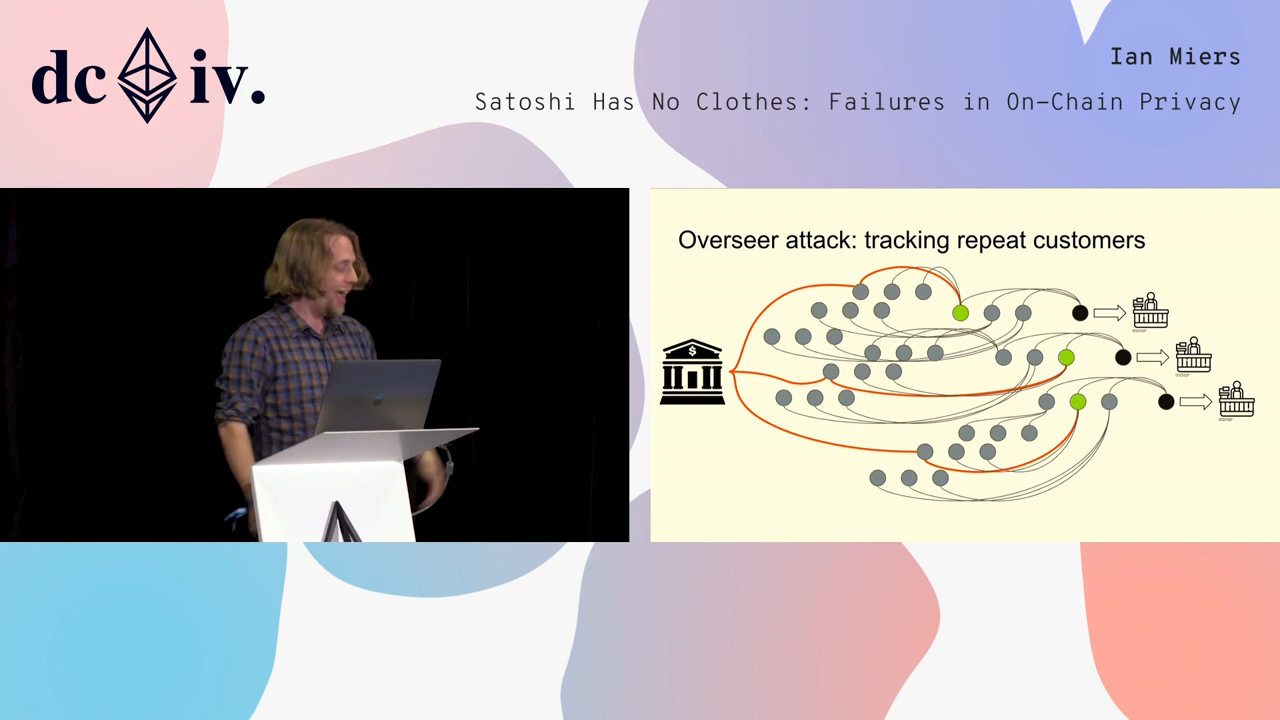 dc iv.
Ian Miers
Satoshi Has No Clothes: Failures in On-Chain Privacy
Overseer attack: tracking repeat customers
$